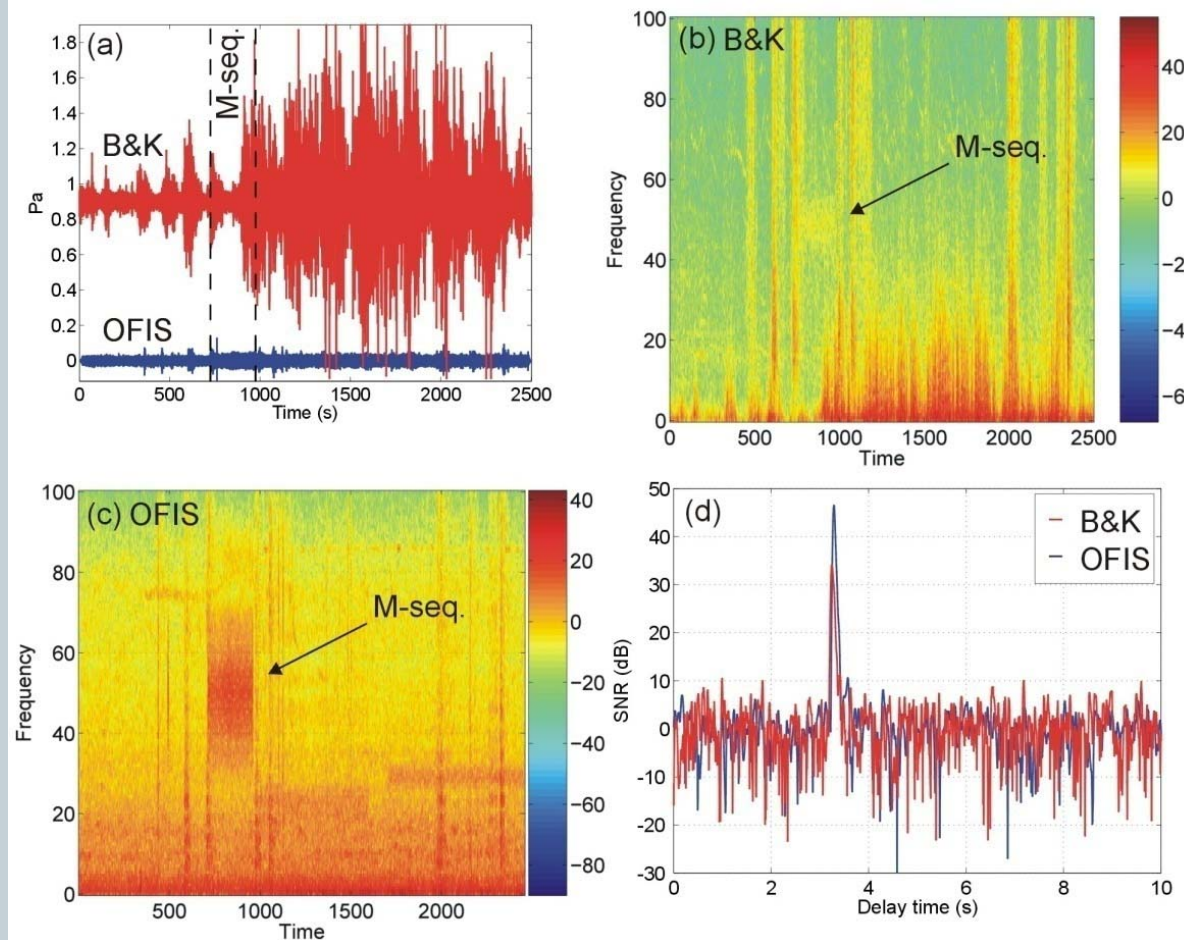 (a)
M-seq.
B&K
OFIS
Pa
1.8
1.6
1.4
1.2
1
0.8
0.6
0.4
0.2
0
0 500 1000 1500 2000 2500
Time (s)
(b) B&K
M-seq.
Frequency
100
80
60
40
20
0
0 500 1000 1500 2000 2500
Time
40
20
0
-2
-4
-6
(c) OFIS
M-seq.
Frequency
100
80
60
40
20
0
500 1000 1500 2000
Time
40
20
0
-20
-40
-60
-80
(d)
B&K
OFIS
SNR (dB)
50
40
30
20
10
0
-10
-20
-30
0 2 4 6 8 10
Delay time (s)